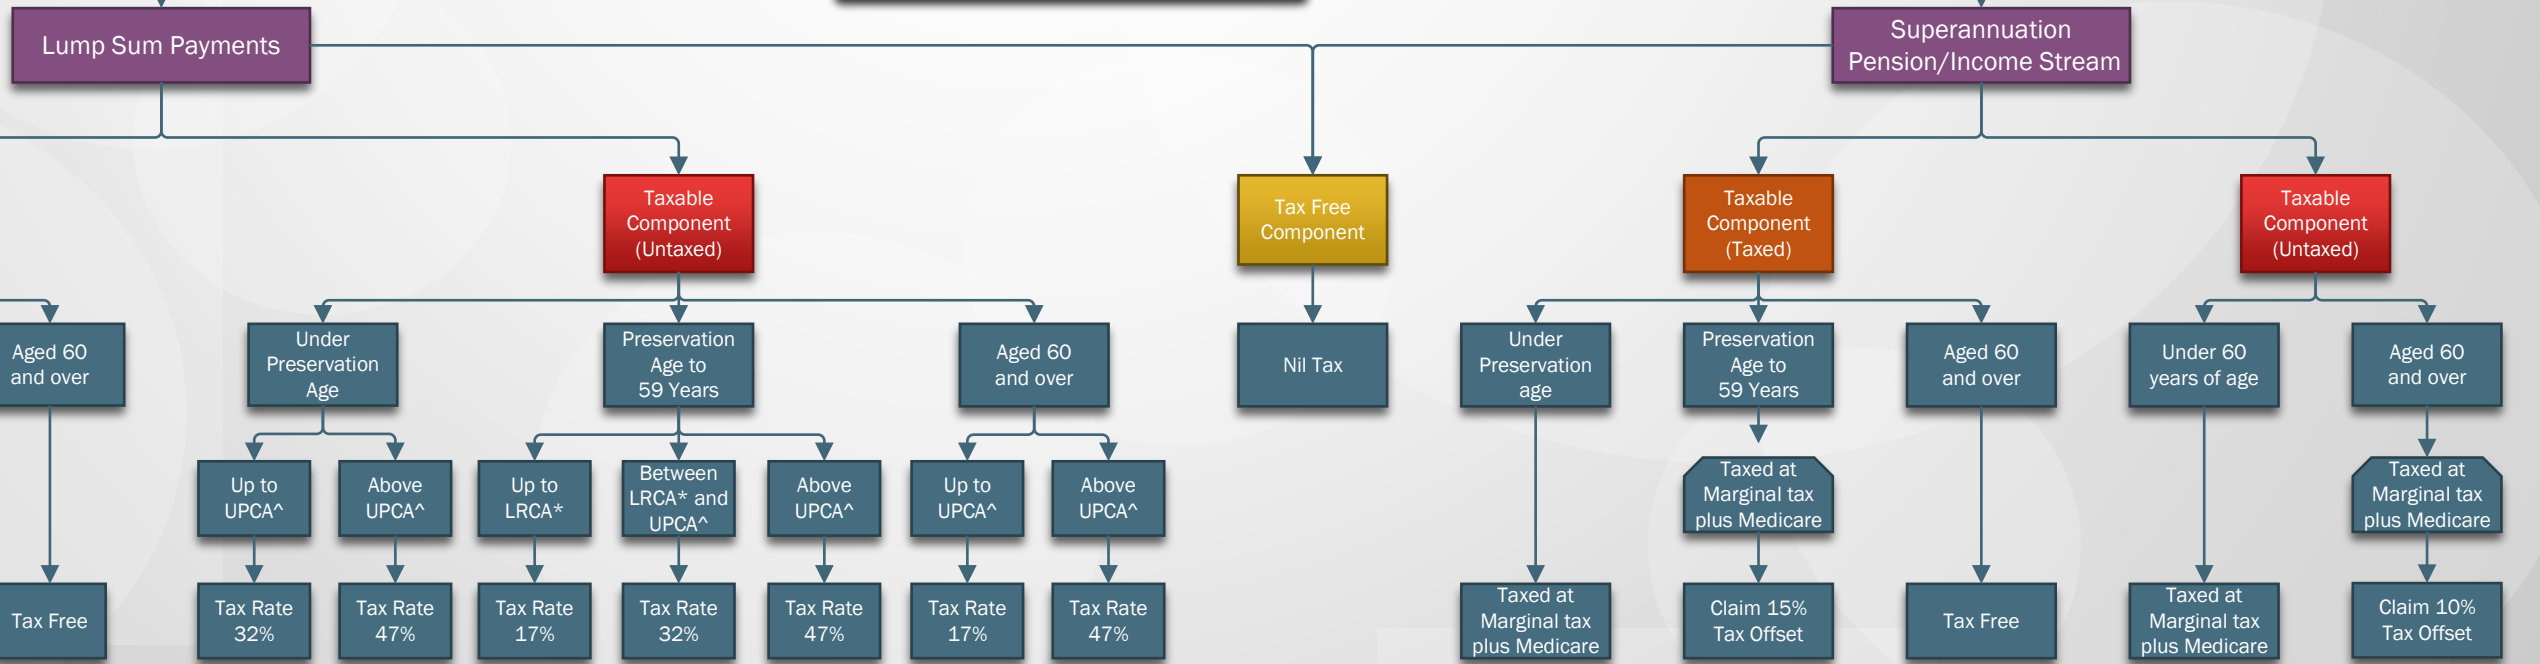 Lump Sum Payments
Superannuation
Pension/Income Stream
Taxable
Component
(Untaxed)
Tax Free
Component
Taxable
Component
(Taxed)
Taxable
Component
(Untaxed)
Aged 60
and over
Under
Preservation
Age
Preservation
Age to
59 Years
Aged 60
and over
Nil Tax
Under
Preservation
age
Preservation
Age to
59 Years
Aged 60
and over
Under 60
years of age
Aged 60
and over
Up to
UPCA^
Above
UPCA^
Up to
LRCA*
Between
LRCA* and
UPCA^
Above
UPCA^
Up to
UPCA^
Above
UPCA^
Taxed at
Marginal tax
plus Medicare
Taxed at
Marginal tax
plus Medicare
Tax Free
Tax Rate
32%
Tax Rate
47%
Tax Rate
17%
Tax Rate
32%
Tax Rate
47%
Tax Rate
17%
Tax Rate
47%
Taxed at
Marginal tax
plus Medicare
Claim 15%
Tax Offset
Tax Free
Taxed at
Marginal tax
plus Medicare
Claim 10%
Tax Offset